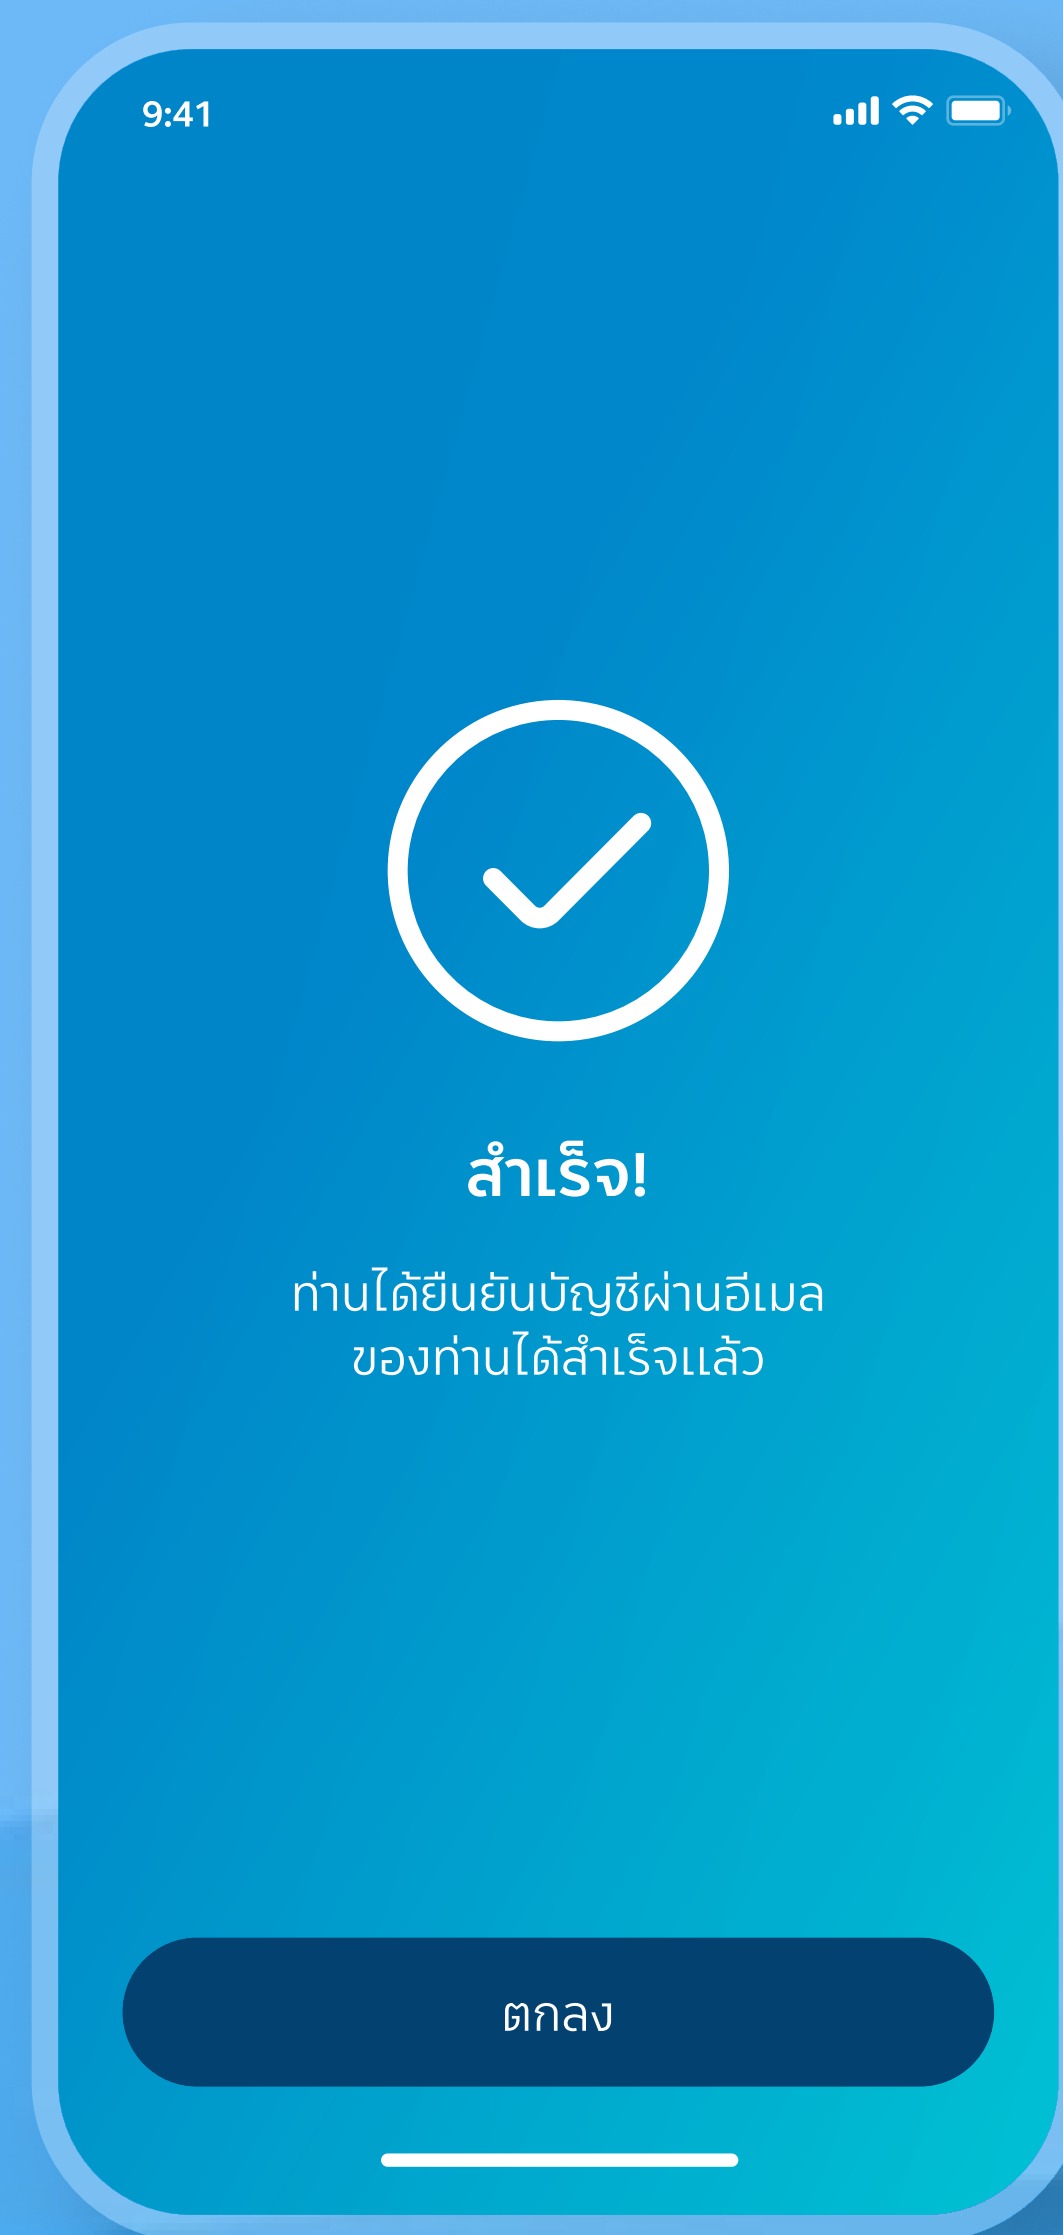 9:41
สำเร็จ!
ท่านได้ยืนยันบัญชีผ่านอีเมล
ของท่านได้สำเร็จแล้ว
ตกลง